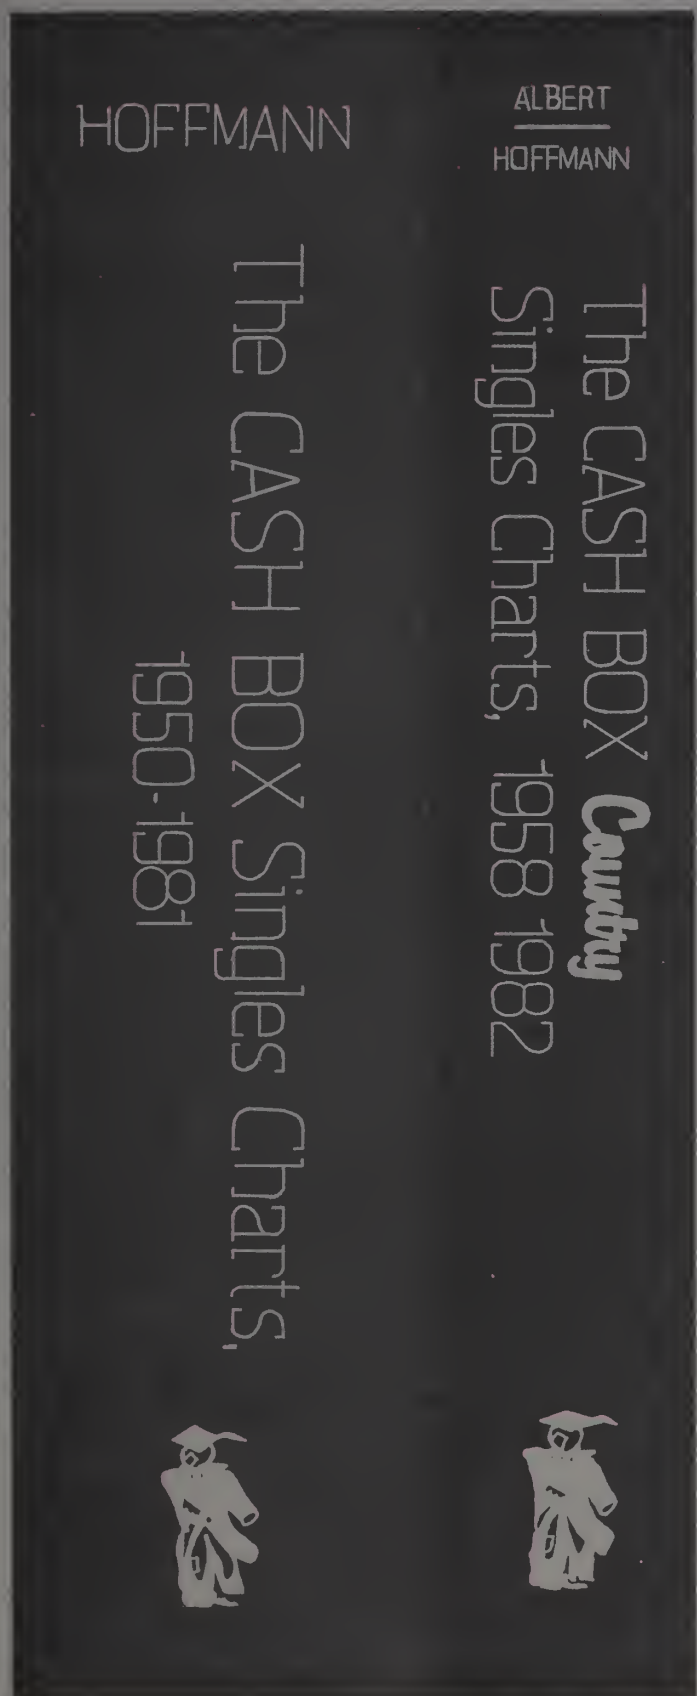 HOFFMANN
The CASH BOX Singles Charts,
1950-1981
ALBERT
HOFFMANN
The CASH BOX Country
Singles Charts, 1958 1982